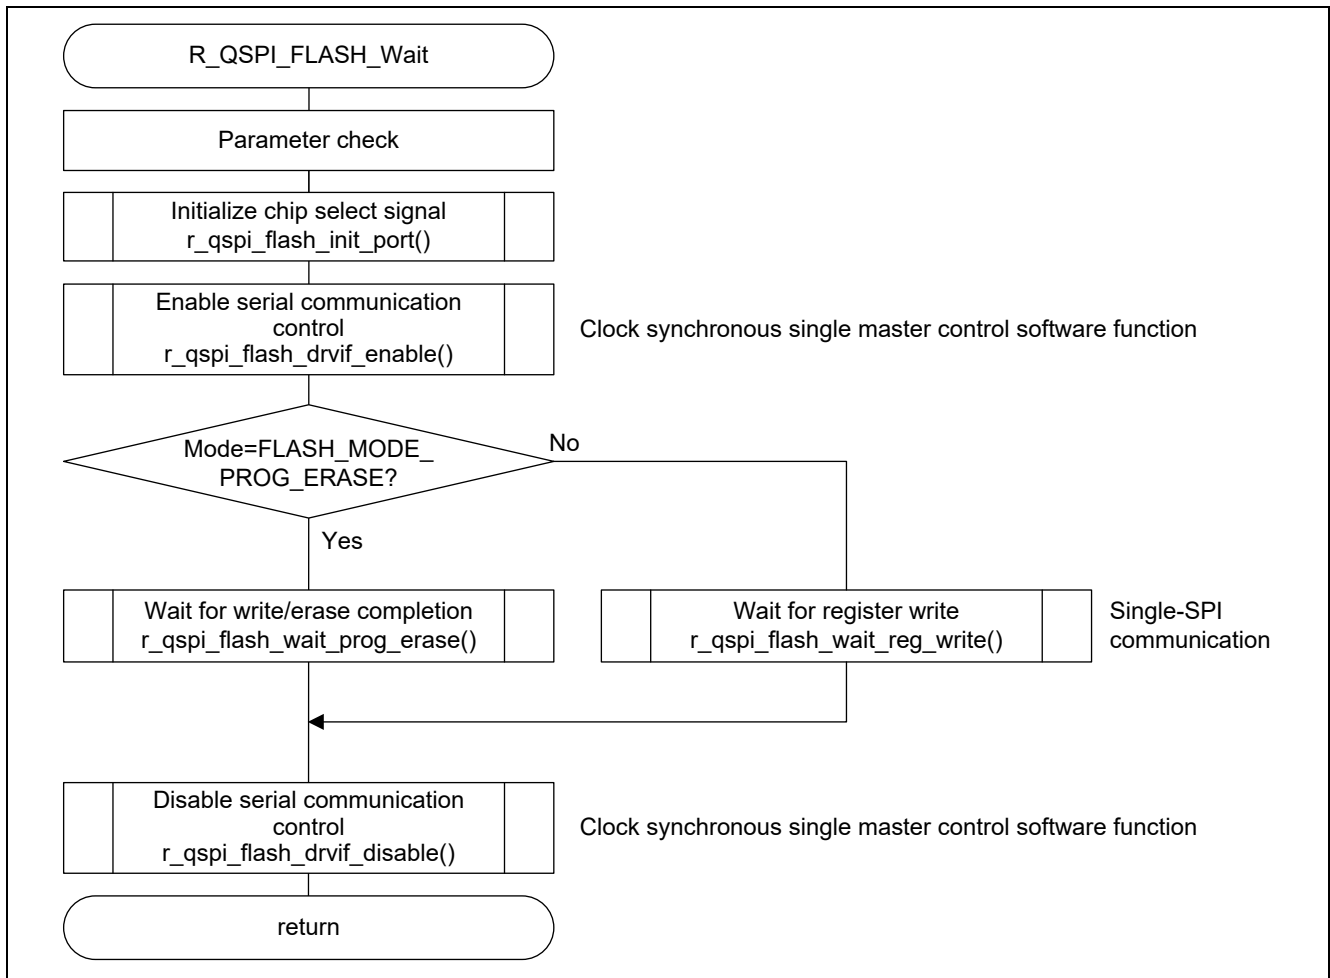 R_QSPI_FLASH_Wait
Parameter check
Initialize chip select signal
r_qspi_flash_init_port()
Enable serial communication
control
r_qspi_flash_drvif_enable()
Clock synchronous single master control software function
Mode=FLASH_MODE_
PROG_ERASE?
No
Yes
Wait for write/erase completion
r_qspi_flash_wait_prog_erase()
Wait for register write
r_qspi_flash_wait_reg_write()
Single-SPI
communication
Disable serial communication
control
r_qspi_flash_drvif_disable()
Clock synchronous single master control software function
return